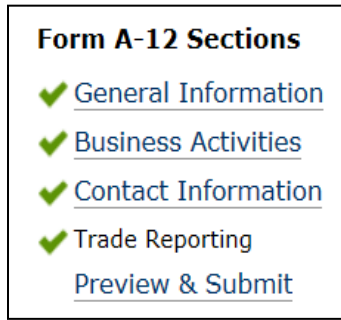 Form A-12 Sections
General Information
Business Activities
Contact Information
Trade Reporting
Preview & Submit